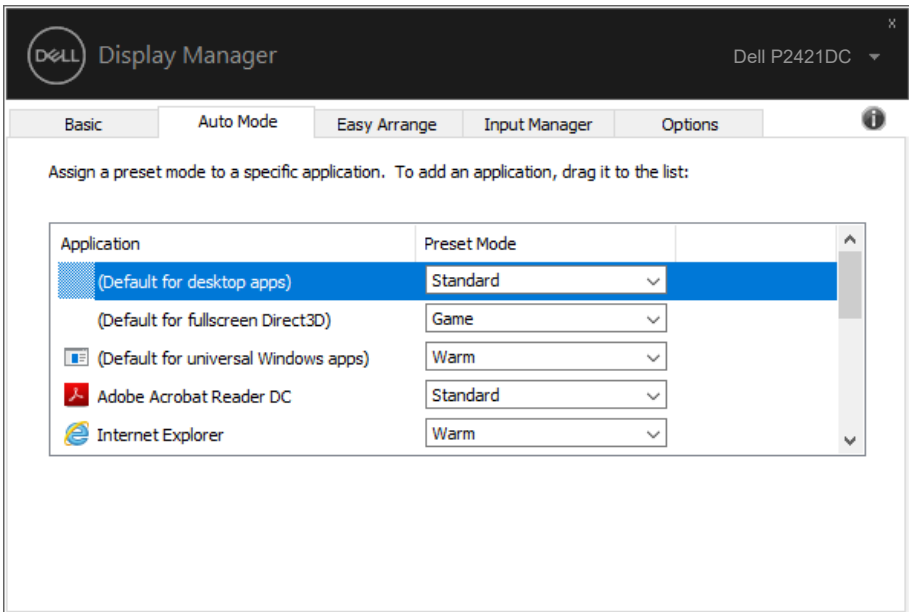 DELL Display Manager
x
Dell P2421DC
Basic Auto Mode Easy Arrange Input Manager Options
Assign a preset mode to a specific application. To add an application, drag it to the list:
Application Preset Mode
(Default for desktop apps) Standard
(Default for fullscreen Direct3D) Game
(Default for universal Windows apps) Warm
Adobe Acrobat Reader DC Standard
Internet Explorer Warm